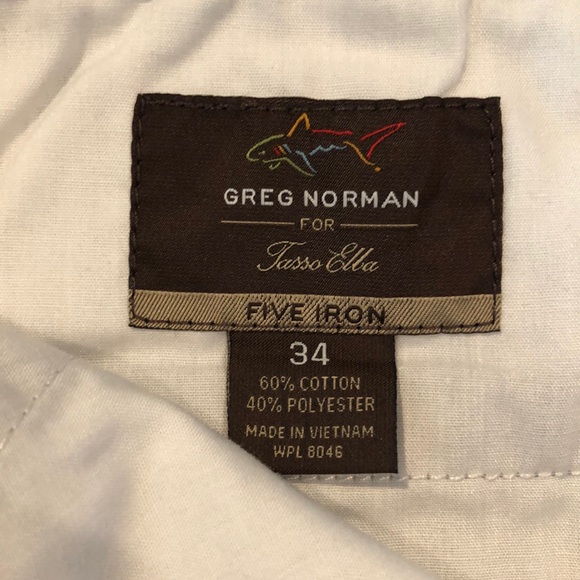 GREG NORMAN
FOR
Tasso Elba
FIVE IRON
34
60% COTTON
40% POLYESTER
MADE IN VIETNAM
WPL 8046